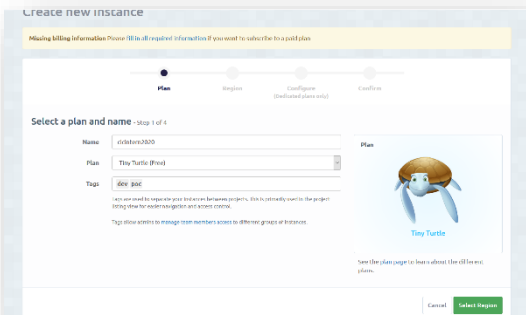 Create new instance
Missing billing information Please fill in all required information if you want to subscribe to a paid plan
Plan
Region
Configure
(Dedicated plans only)
Confirm
Select a plan and name - Step 1 of 4
Name
Plan
Tiny Turtle (Free)
Tags
dev poc
Tags are used to separate your instances between projects. This is primarily used in the project
listing view for easier navigation and access control.
Tags allow admins to manage team members access to different groups of instances.
Plan
Tiny Turtle
See the plan page to learn about the different
plans.
Cancel
Select Region